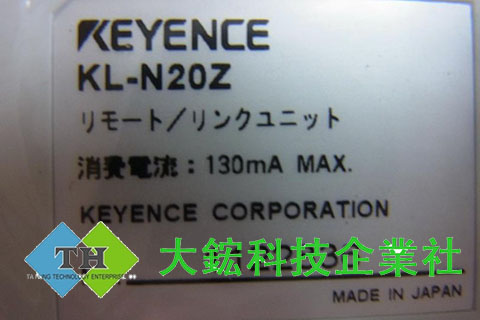 KEYENCE
KL-N20Z
リモート/リンクユニット
消費電流：130mA MAX.
KEYENCE CORPORATION
TH
大鋐科技企業社
MADE IN JAPAN